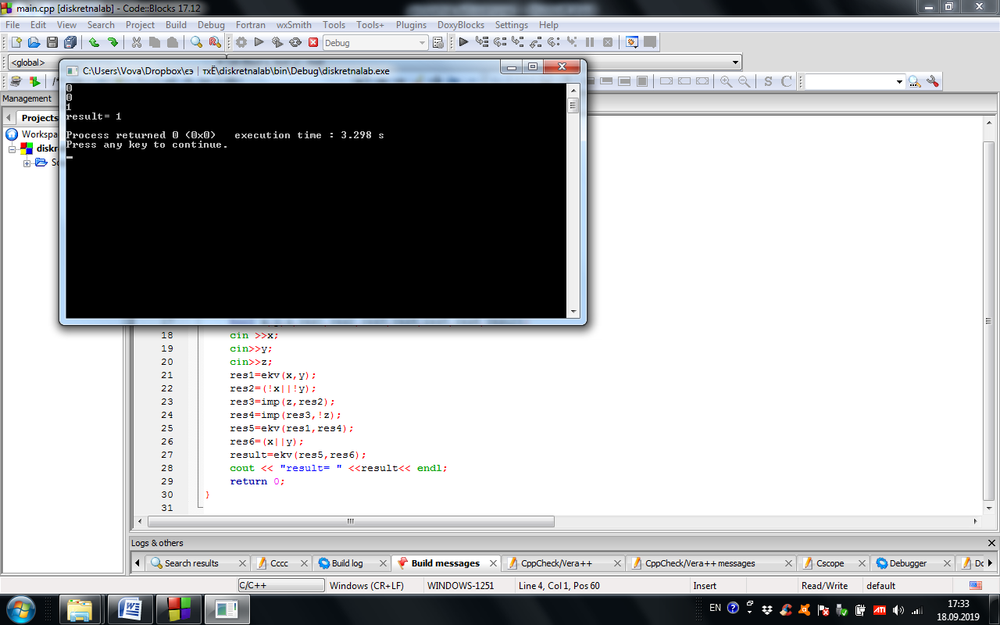 main.cpp [diskretnalab] - Code::Blocks 17.12
File Edit View Search Project Build Debug Fortran wxSmith Tools Tools+ Plugins DoxyBlocks Settings Help
Debug
<global>
C:\Users\Vova\Dropbox\єэ | тхЁ\diskretnalab\bin\Debug\diskretnalab.exe
0
0
1
result= 1
Process returned 0 (0x0)   execution time : 3.298 s
Press any key to continue.
S C
Management
Projects
Workspa
diskr
So
18 cin >>x;
19 cin>>y;
20 cin>>z;
21 res1=ekv(x,y);
22 res2=(!x||!y);
23 res3=imp(z,res2);
24 res4=imp(res3,!z);
25 res5=ekv(res1,res4);
26 res6=(x||y);
27 result=ekv(res5,res6);
28 cout << "result= " <<result<< endl;
29 return 0;
30 }
31
Logs & others
Search results Cccc Build log Build messages CppCheck/Vera++ CppCheck/Vera++ messages Cscope Debugger Do
C/C++ Windows (CR+LF) WINDOWS-1251 Line 4, Col 1, Pos 60 Insert Read/Write default
EN ATI 17:33
18.09.2019